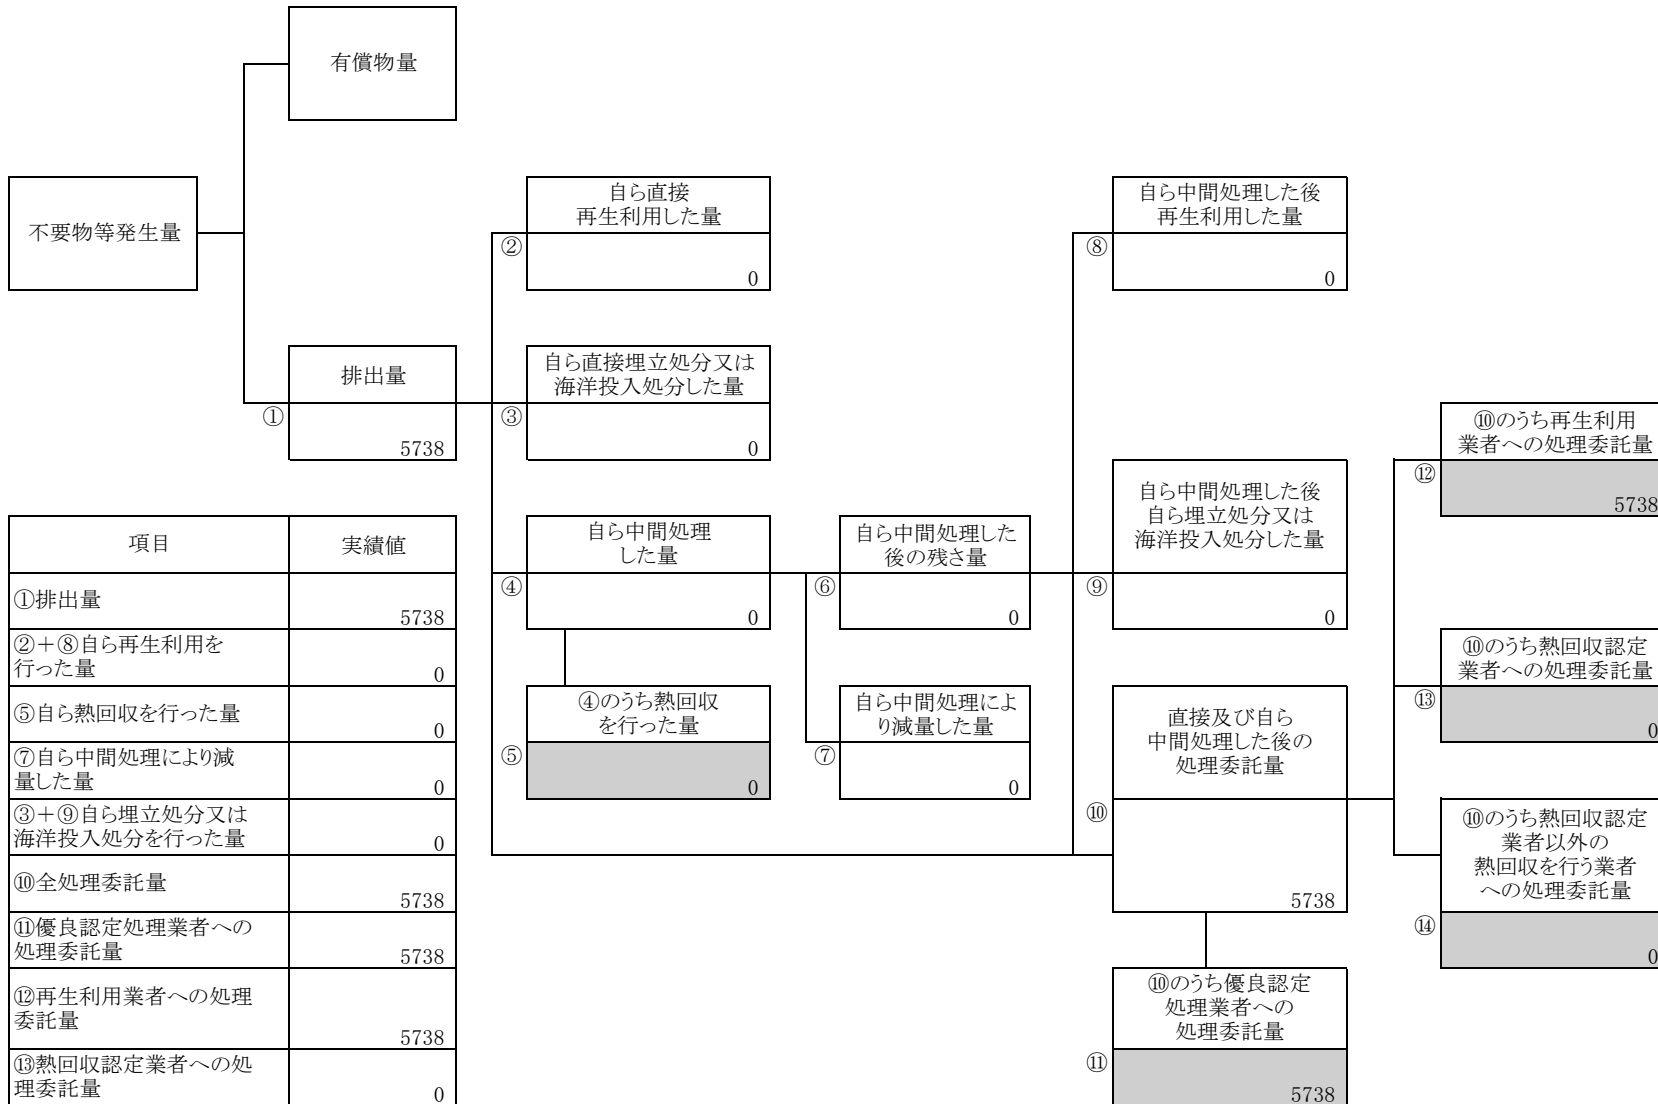 有償物量
不要物等発生量
排出量
①
5738
自ら直接
再生利用した量
②
0
自ら直接埋立処分又は
海洋投入処分した量
③
0
自ら中間処理
した量
④
0
④のうち熱回収
を行った量
⑤
0
自ら中間処理した
後の残さ量
⑥
0
自ら中間処理によ
り減量した量
⑦
0
自ら中間処理した後
再生利用した量
⑧
0
自ら中間処理した後
自ら埋立処分又は
海洋投入処分した量
⑨
0
直接及び自ら
中間処理した後の
処理委託量
⑩
5738
⑩のうち優良認定
処理業者への
処理委託量
⑪
5738
⑩のうち再生利用
業者への処理委託量
⑫
5738
⑩のうち熱回収認定
業者への処理委託量
⑬
0
⑩のうち熱回収認定
業者以外の
熱回収を行う業者
への処理委託量
⑭
0
項目 実績値
①排出量
5738
②+⑧自ら再生利用を
行った量
0
⑤自ら熱回収を行った量
0
⑦自ら中間処理により減
量した量
0
③+⑨自ら埋立処分又は
海洋投入処分を行った量
0
⑩全処理委託量
5738
⑪優良認定処理業者への
処理委託量
5738
⑫再生利用業者への処理
委託量
5738
⑬熱回収認定業者への処
理委託量
0